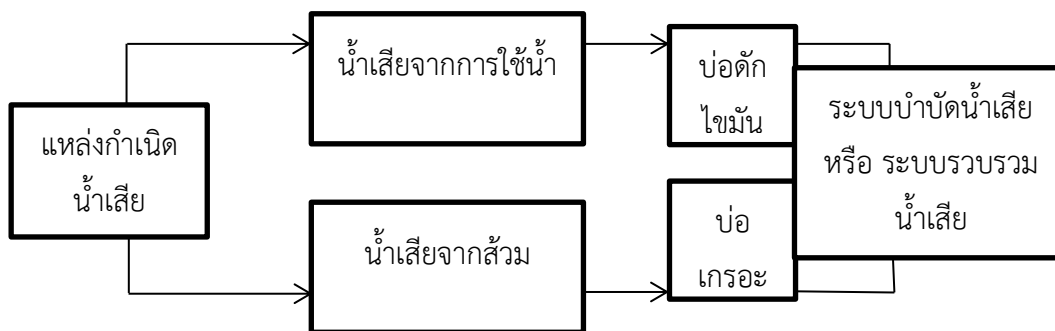 แหล่งกำเนิด
น้ำเสีย
น้ำเสียจากการใช้น้ำ
บ่อดัก
ไขมัน
น้ำเสียจากส้วม
บ่อ
เกรอะ
ระบบบำบัดน้ำเสีย
หรือ ระบบรวบรวม
น้ำเสีย